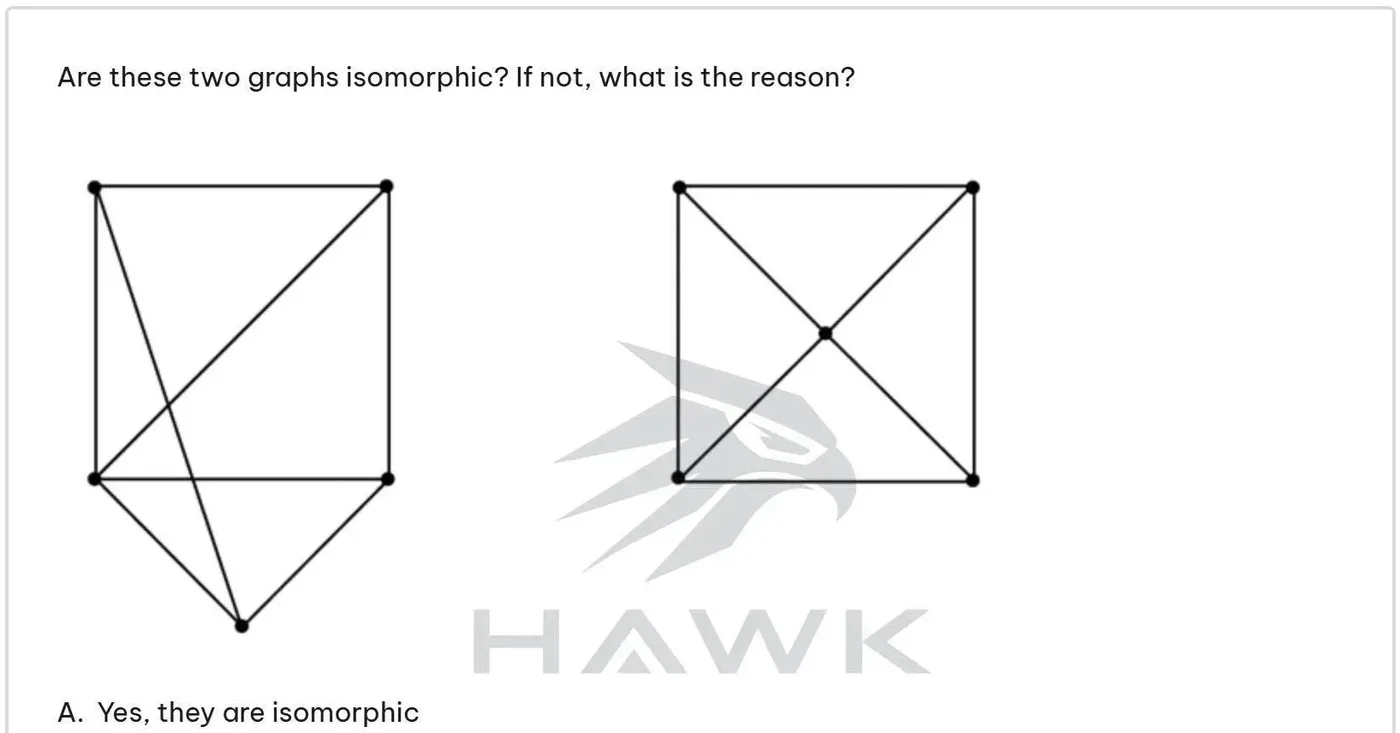 Are these two graphs isomorphic? If not, what is the reason?
HAWK
A. Yes, they are isomorphic